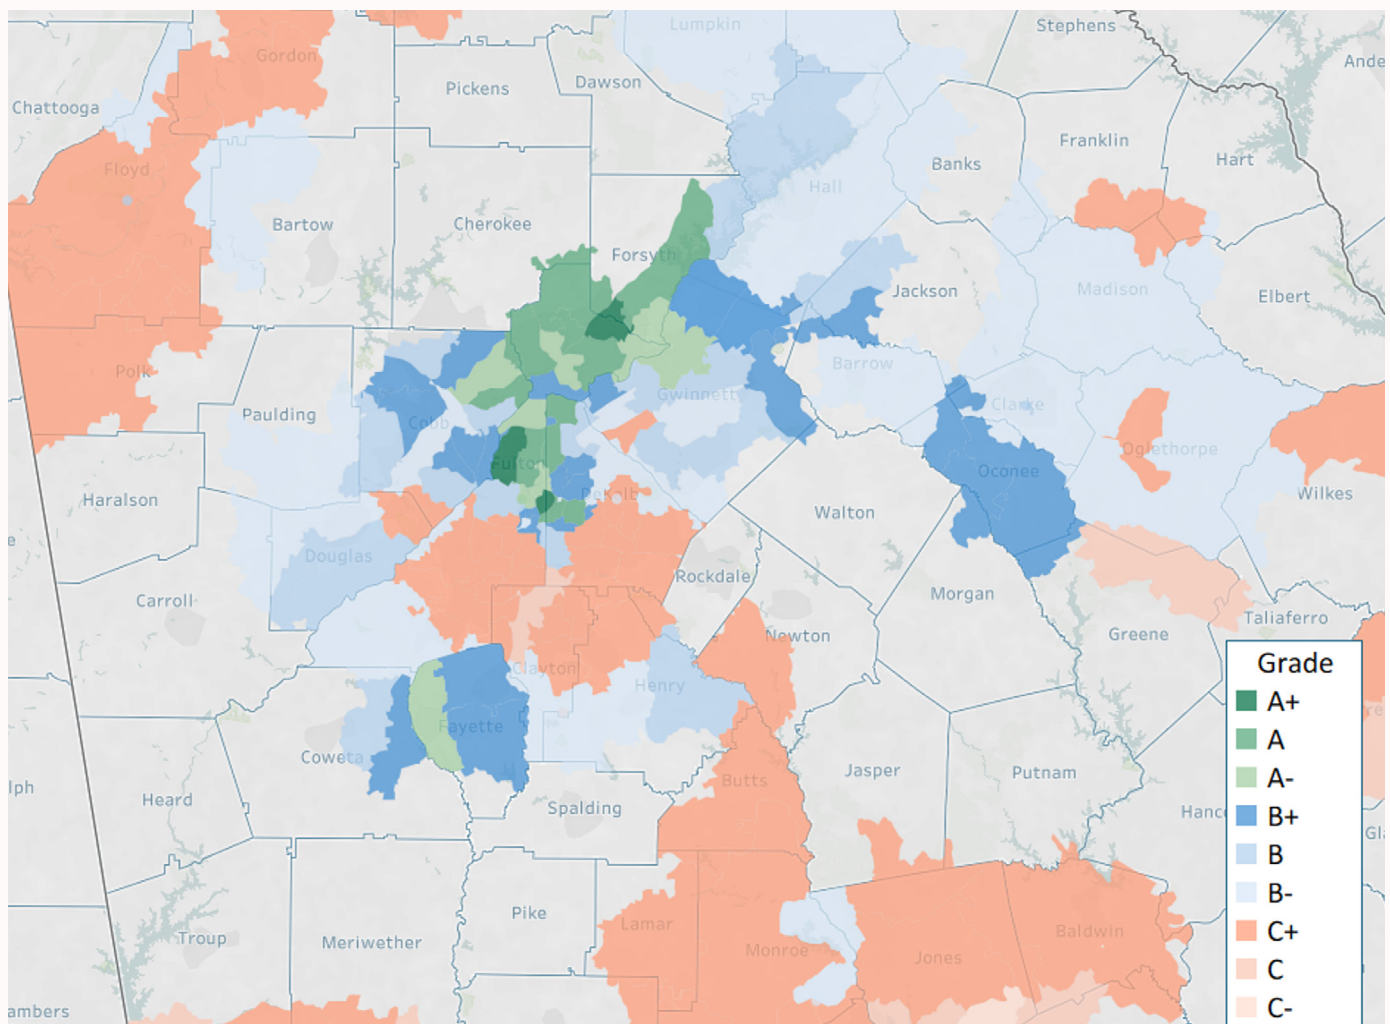 Lumpkin
Stephens
Gordon
Ande
Pickens
Dawson
Chattooga
Franklin
Hart
Banks
Floyd
Hall
Bartow
Cherokee
Forsyth
Jackson
Madison
Elbert
Polk
Barrow
Gwinnett
Clarke
Paulding
Cobb
Oglethorpe
Fulton
Oconee
Haralson
DeKalb
Wilkes
Walton
e
Douglas
Rockdale
Carroll
Morgan
Taliaferro
Newton
Greene
Clayton
Henry
Fayette
Coweta
Butts
Jasper
Putnam
lph
Heard
Spalding
Hanc
Gla
Pike
Lamar
Troup
Meriwether
Monroe
Jones
Baldwin
ambers
Grade
A+
A
A-
B+
B
B-
C+
C
C-